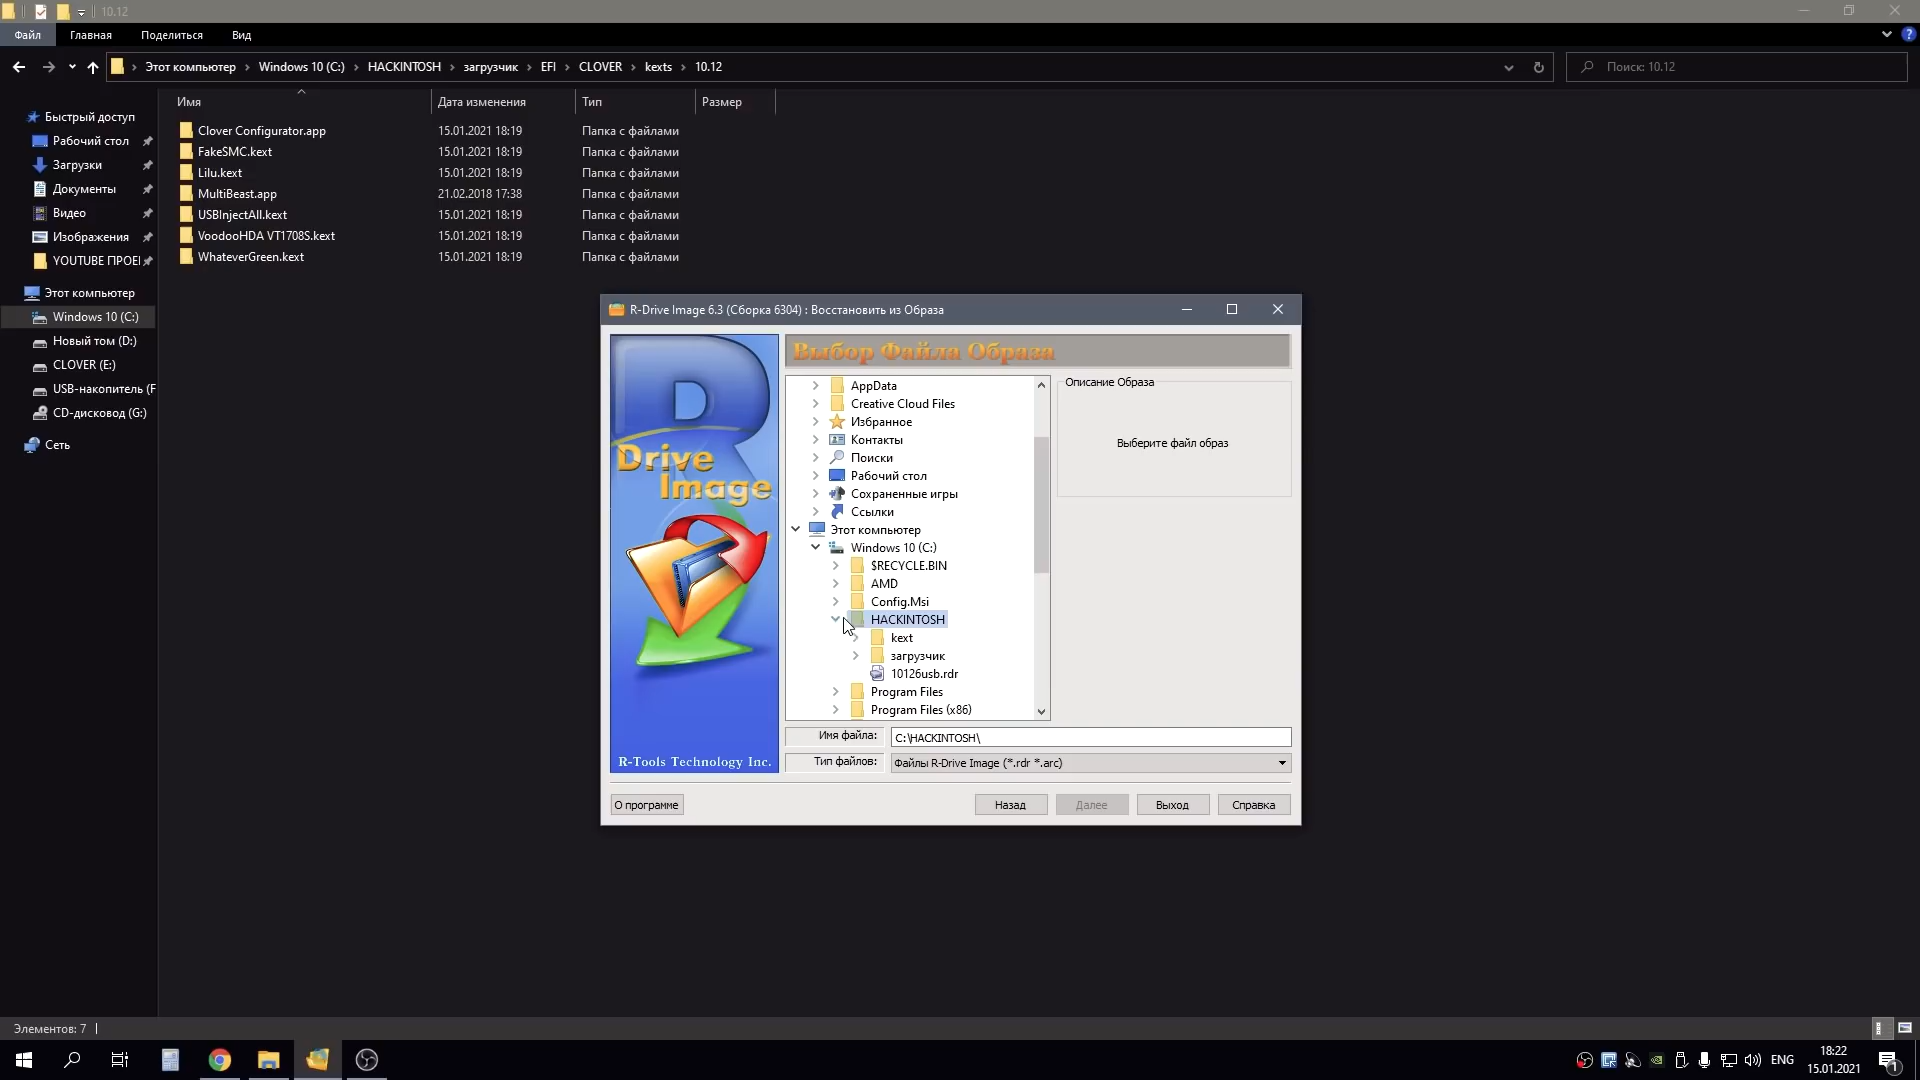 10.12
Файл Главная Поделиться Вид
Этот компьютер Windows 10 (C:) HACKINTOSH загрузчик EFI CLOVER kexts 10.12
Поиск: 10.12
Имя Дата изменения Тип Размер
Clover Configurator.app 15.01.2021 18:19 Папка с файлами
FakeSMC.kext 15.01.2021 18:19 Папка с файлами
Lilu.kext 15.01.2021 18:19 Папка с файлами
MultiBeast.app 21.02.2018 17:38 Папка с файлами
USBInjectAll.kext 15.01.2021 18:19 Папка с файлами
VoodooHDA VT1708S.kext 15.01.2021 18:19 Папка с файлами
WhateverGreen.kext 15.01.2021 18:19 Папка с файлами
Быстрый доступ
Рабочий стол
Загрузки
Документы
Видео
Изображения
YOUTUBE ПРОЕ
Этот компьютер
Windows 10 (C:)
Новый том (D:)
CLOVER (E:)
USB-накопитель (F
CD-дисковод (G:)
Сеть
R-Drive Image 6.3 (Сборка 6304) : Восстановить из Образа
Выбор Файла Образа
R
Drive
Image
R-Tools Technology Inc.
AppData
Creative Cloud Files
Избранное
Контакты
Поиски
Рабочий стол
Сохраненные игры
Ссылки
Этот компьютер
Windows 10 (C:)
$RECYCLE.BIN
AMD
Config.Msi
HACKINTOSH
kext
загрузчик
10126usb.rdr
Program Files
Program Files (x86)
Описание Образа
Выберите файл образ
Имя файла: C:\HACKINTOSH\
Тип файлов: Файлы R-Drive Image (*.rdr *.arc)
О программе Назад Далее Выход Справка
Элементов: 7
ENG
18:22
15.01.2021
1